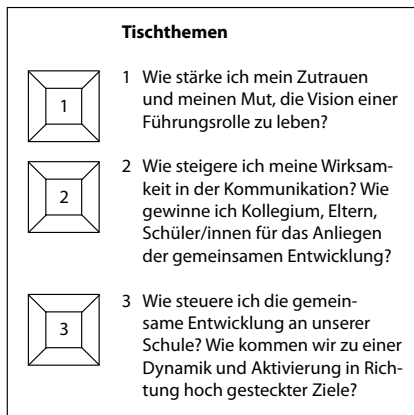 Tischthemen
1
1 Wie stärke ich mein Zutrauen
und meinen Mut, die Vision einer
Führungsrolle zu leben?
2
2 Wie steigere ich meine Wirksam-
keit in der Kommunikation? Wie
gewinne ich Kollegium, Eltern,
Schüler/innen für das Anliegen
der gemeinsamen Entwicklung?
3
3 Wie steuere ich die gemein-
same Entwicklung an unserer
Schule? Wie kommen wir zu einer
Dynamik und Aktivierung in Rich-
tung hoch gesteckter Ziele?